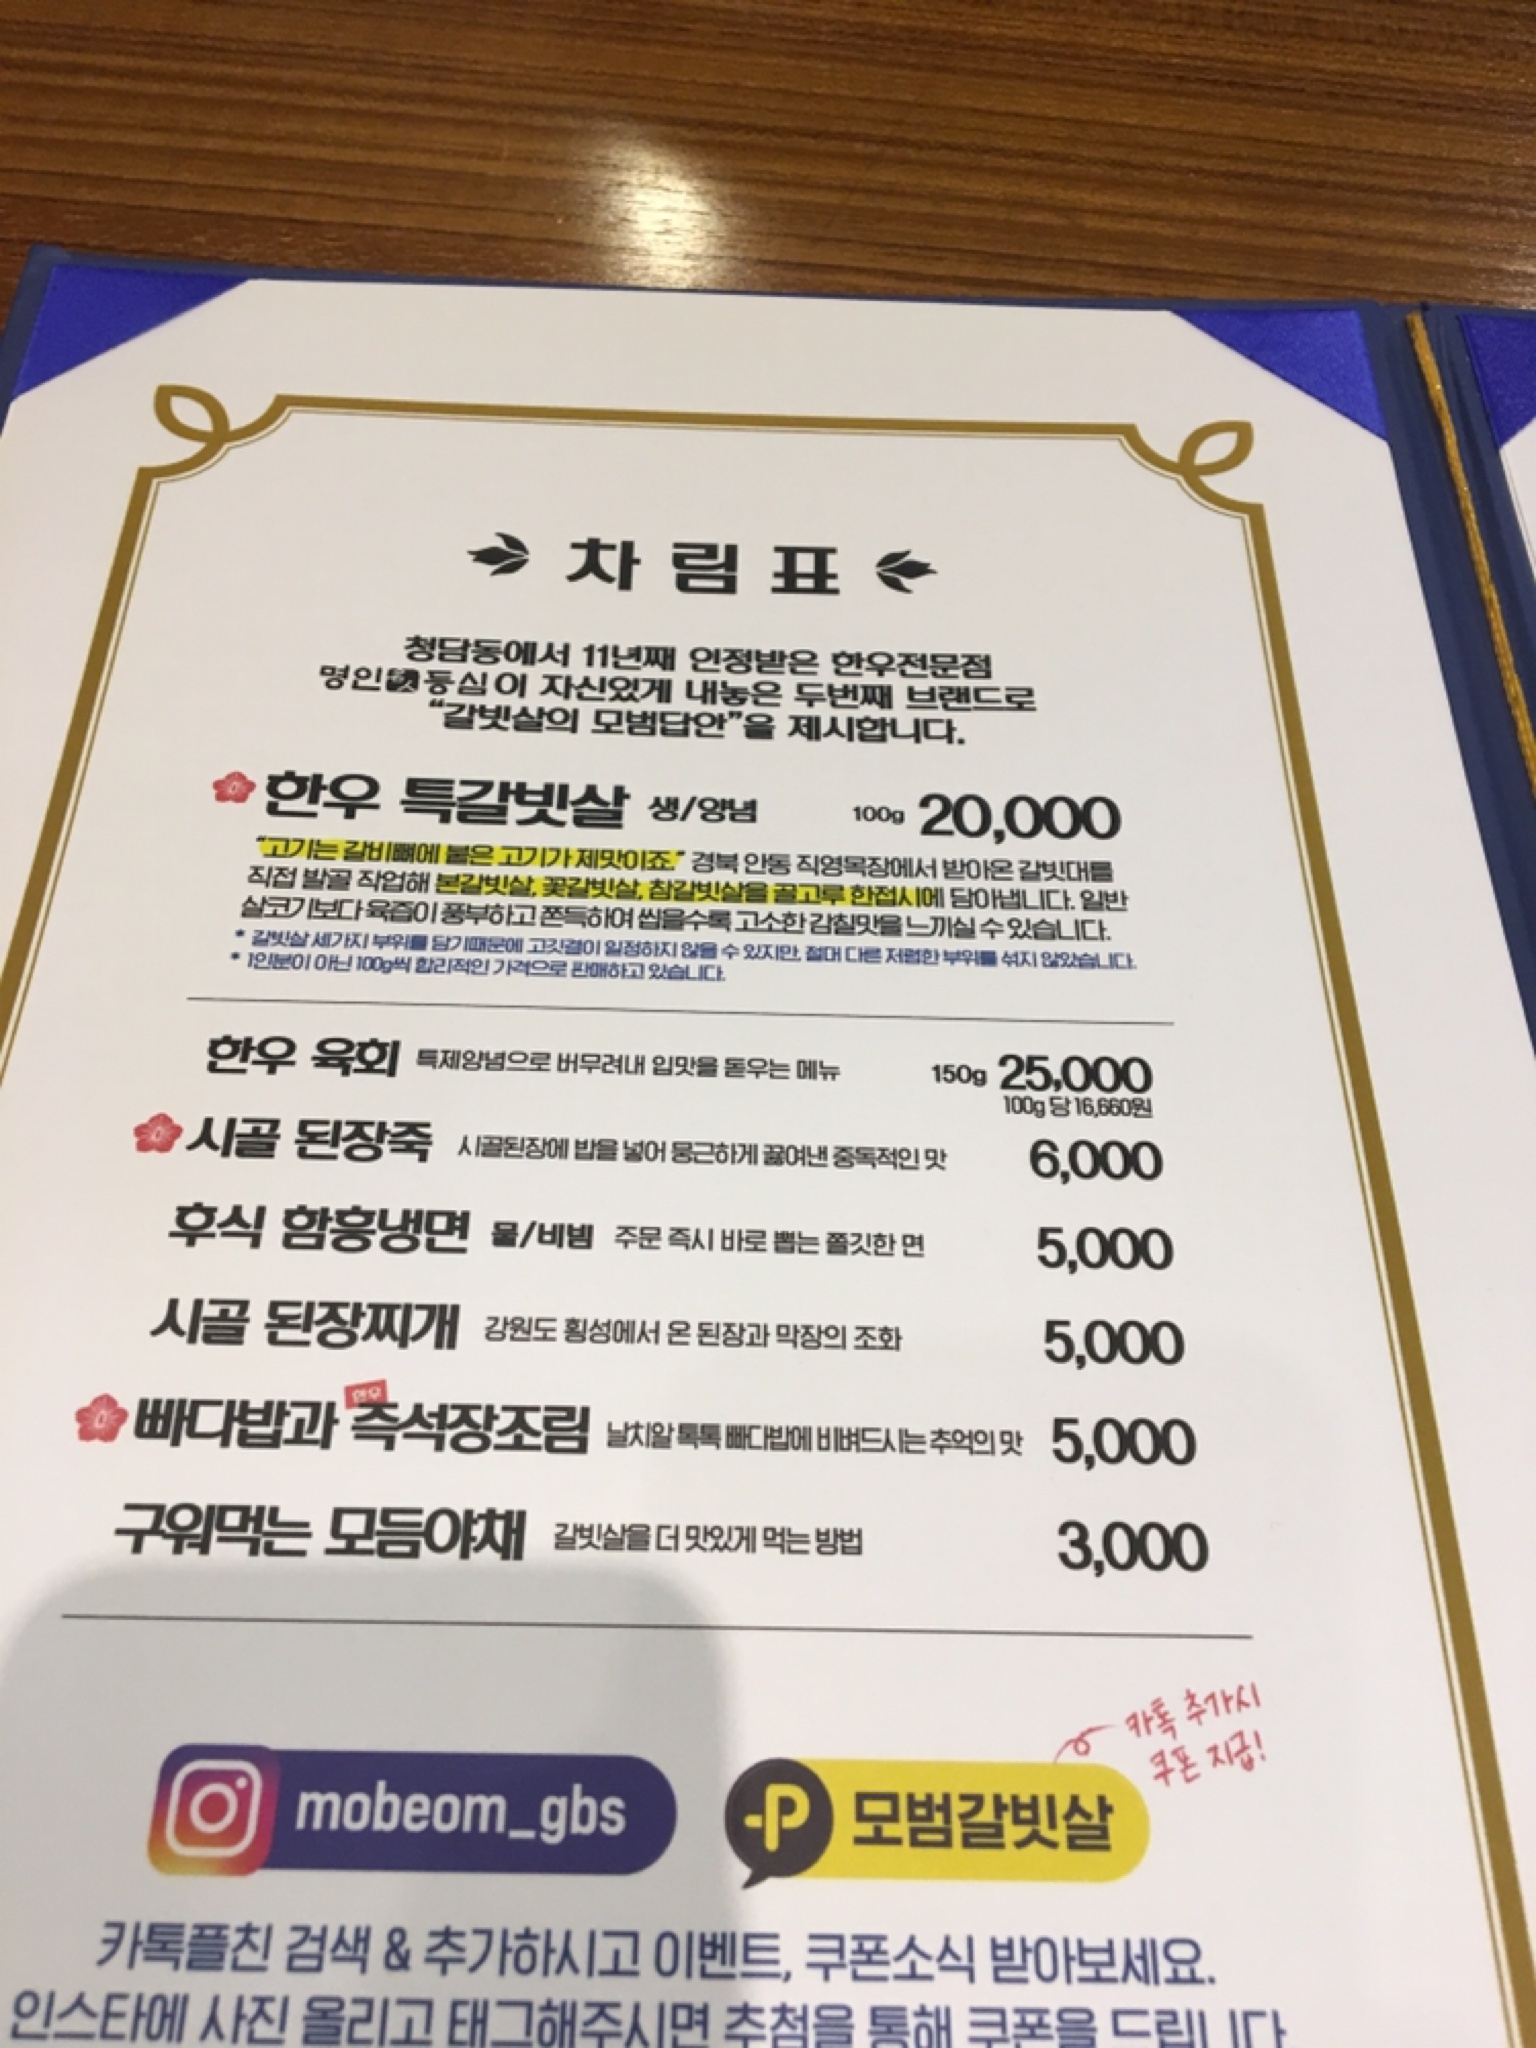 차림표
청담동에서 11년째 인정받은 한우전문점
명인 등심이 자신있게 내놓은 두번째 브랜드로
“갈빗살의 모범답안”을 제시합니다.
한우 특갈빗살 생/양념 100g 20,000
“고기는 갈비뼈에 붙은 고기가 제맛이죠.” 경북 안동 직영목장에서 받아온 갈빗대를
직접 발골 작업해 본갈빗살, 꽃갈빗살, 참갈빗살을 골고루 한접시에 담아냅니다. 일반
살코기보다 육즙이 풍부하고 쫀득하여 씹을수록 고소한 감칠맛을 느끼실 수 있습니다.
* 갈빗살 세가지 부위를 담기때문에 고깃결이 일정하지 않을 수 있지만, 절대 다른 저렴한 부위를 섞지 않았습니다.
* 1인분이 아닌 100g씩 합리적인 가격으로 판매하고 있습니다.
한우 육회 특제양념으로 버무려내 입맛을 돋우는 메뉴 150g 25,000
100g 당 16,660원
시골 된장죽 시골된장에 밥을 넣어 뭉근하게 끓여낸 중독적인 맛 6,000
후식 함흥냉면 물/비빔 주문 즉시 바로 뽑는 쫄깃한 면 5,000
시골 된장찌개 강원도 횡성에서 온 된장과 막장의 조화 5,000
한우
빠다밥과 즉석장조림 날치알 톡톡 빠다밥에 비벼드시는 추억의 맛 5,000
구워먹는 모듬야채 갈빗살을 더 맛있게 먹는 방법 3,000
카톡 추가시
쿠폰 지급!
mobeom_gbs P 모범갈빗살
카톡플친 검색 & 추가하시고 이벤트, 쿠폰소식 받아보세요.
인스타에 사진 올리고 태그해주시면 추첨을 통해 쿠폰을 드립니다.